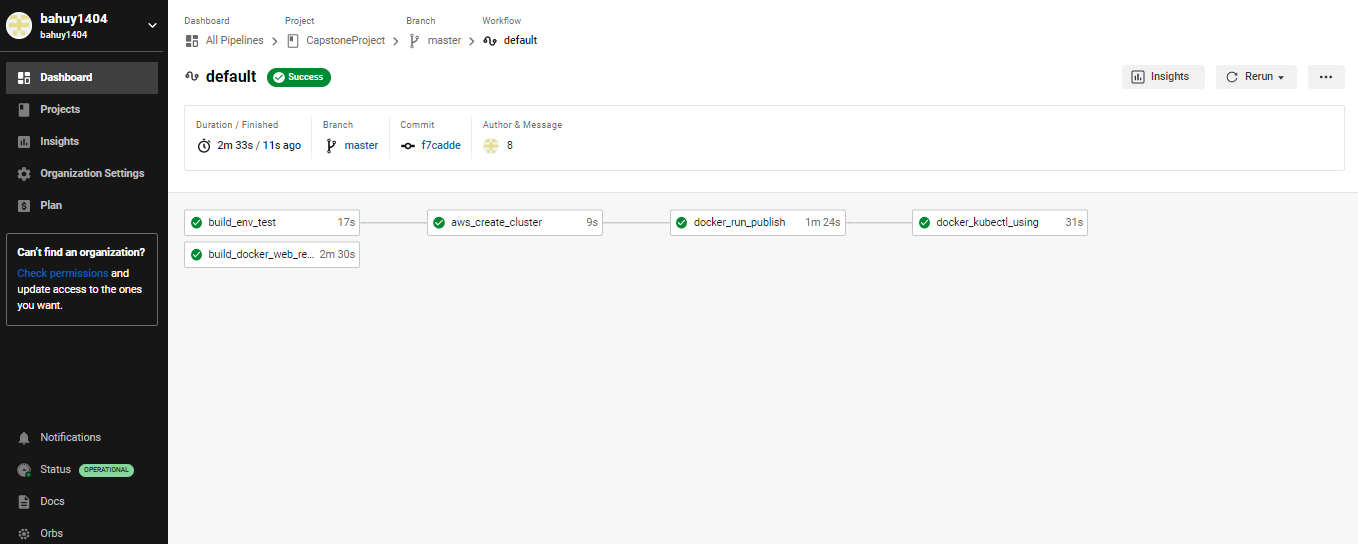 bahuy1404
bahuy1404
Dashboard
Projects
Insights
Organization Settings
Plan
Can't find an organization?
Check permissions and
update access to the ones
you want.
Notifications
Status OPERATIONAL
Docs
Orbs
Dashboard Project Branch Workflow
All Pipelines CapstoneProject master default
default Success Insights Rerun
Duration / Finished Branch Commit Author & Message
2m 33s / 11s ago master f7cadde 8
build_env_test 17s aws_create_cluster 9s docker_run_publish 1m 24s docker_kubectl_using 31s
build_docker_web_re... 2m 30s